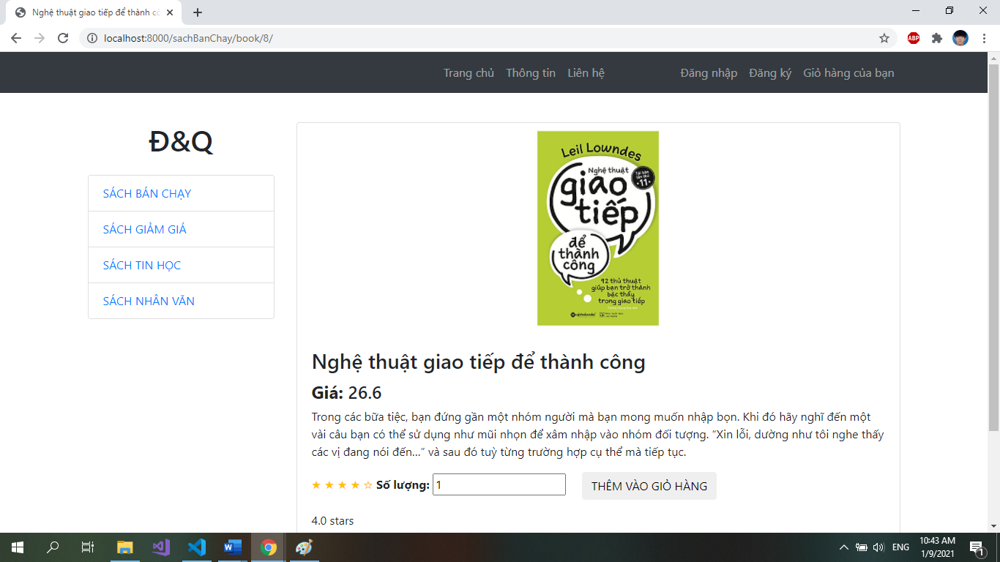 Nghệ thuật giao tiếp để thành cô
localhost:8000/sachBanChay/book/8/
ABP
Trang chủ Thông tin Liên hệ Đăng nhập Đăng ký Giỏ hàng của bạn
Đ&Q
SÁCH BÁN CHẠY
SÁCH GIẢM GIÁ
SÁCH TIN HỌC
SÁCH NHÂN VĂN
Leil Lowndes
Nghệ thuật
Tái bản
lần thứ
11
giao
tiếp
để
thành
công
92 thủ thuật
giúp bạn trở thành
bậc thầy
trong giao tiếp
alphabooks
Nghệ thuật giao tiếp để thành công
Giá: 26.6
Trong các bữa tiệc, bạn đứng gần một nhóm người mà bạn mong muốn nhập bọn. Khi đó hãy nghĩ đến một
vài câu bạn có thể sử dụng như mũi nhọn để xâm nhập vào nhóm đối tượng. “Xin lỗi, dường như tôi nghe thấy
các vị đang nói đến…” và sau đó tuỳ từng trường hợp cụ thể mà tiếp tục.
★ ★ ★ ★ ☆ Số lượng: 1 THÊM VÀO GIỎ HÀNG
4.0 stars
ENG
10:43 AM
1/9/2021
1